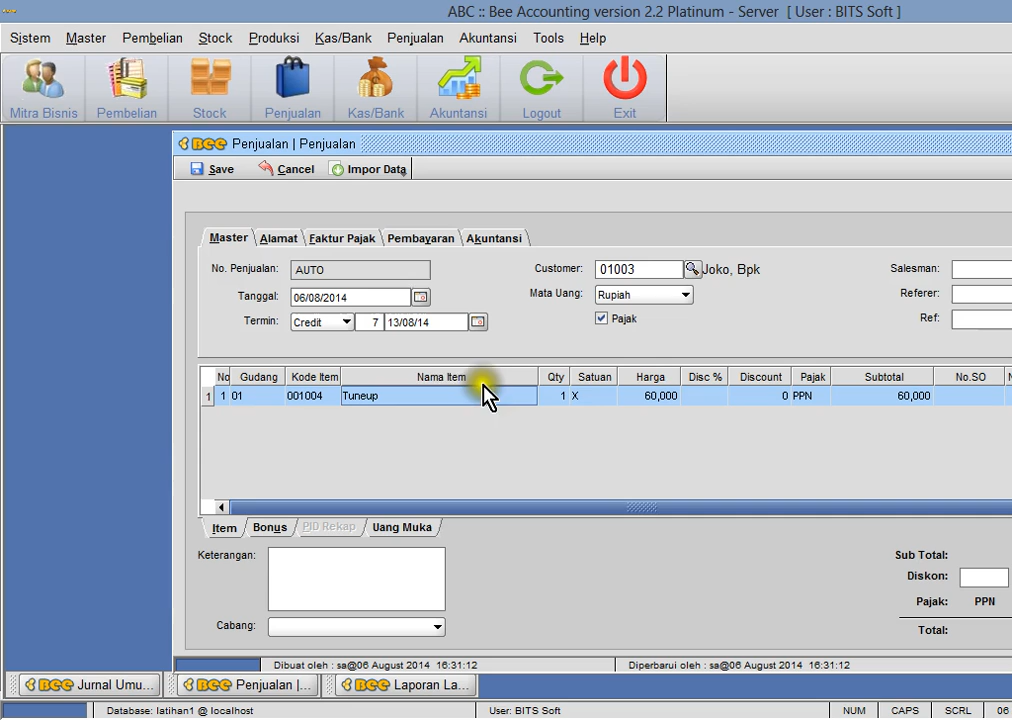 ABC :: Bee Accounting version 2.2 Platinum - Server [ User : BITS Soft ]
Sistem Master Pembelian Stock Produksi Kas/Bank Penjualan Akuntansi Tools Help
Mitra Bisnis Pembelian Stock Penjualan Kas/Bank Akuntansi Logout Exit
Bee Penjualan | Penjualan
Save Cancel Impor Data
Master Alamat Faktur Pajak Pembayaran Akuntansi
No. Penjualan: AUTO Customer: 01003 Joko, Bpk Salesman:
Tanggal: 06/08/2014 Mata Uang: Rupiah Referer:
Termin: Credit 7 13/08/14 Pajak Ref:
No Gudang Kode Item Nama Item Qty Satuan Harga Disc % Discount Pajak Subtotal No.SO
1 1 01 001004 Tuneup 1 X 60,000 0 PPN 60,000
Item Bonus PID Rekap Uang Muka
Keterangan: Sub Total:
Diskon:
Pajak: PPN
Cabang: Total:
Dibuat oleh : sa@06 August 2014 16:31:12 Diperbarui oleh : sa@06 August 2014 16:31:12
Bee Jurnal Umu... Bee Penjualan |... Bee Laporan La...
Database: latihan1 @ localhost User: BITS Soft NUM CAPS SCRL 06